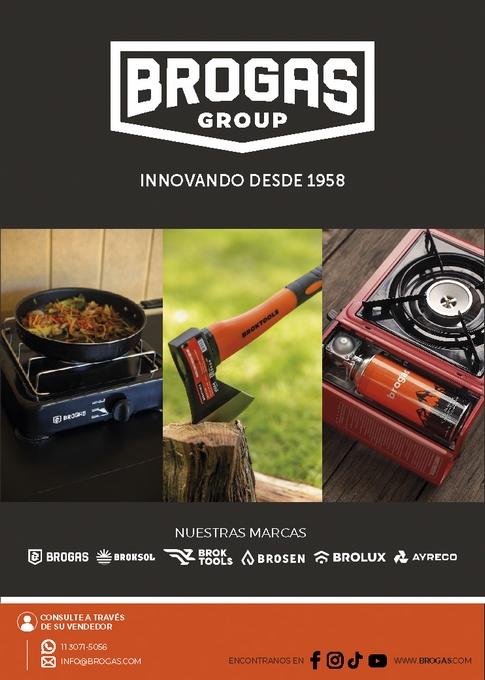 BROGAS
GROUP
INNOVANDO DESDE 1958
BROGAS
BROKTOOLS
brogas
NUESTRAS MARCAS
BROGAS BROKSOL BROK TOOLS BROSEN BROLUX AYRECO
CONSULTE A TRAVÉS
DE SU VENDEDOR
11 3071-5056
INFO@BROGAS.COM
ENCONTRANOS EN WWW.BROGAS.COM